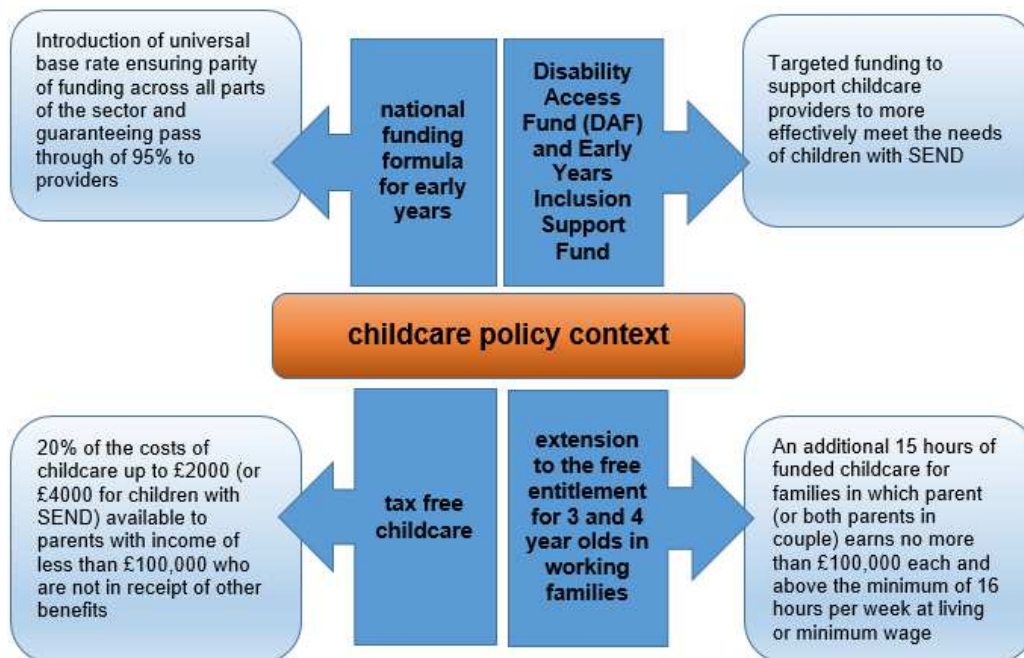 Introduction of universal
base rate ensuring parity
of funding across all parts
of the sector and
guaranteeing pass
through of 95% to
providers
national
funding
formula
for early
years
Disability
Access
Fund (DAF)
and Early
Years
Inclusion
Support
Fund
Targeted funding to
support childcare
providers to more
effectively meet the needs
of children with SEND
childcare policy context
20% of the costs of
childcare up to £2000 (or
£4000 for children with
SEND) available to
parents with income of
less than £100,000 who
are not in receipt of other
benefits
tax free
childcare
extension
to the free
entitlement
for 3 and 4
year olds in
working
families
An additional 15 hours of
funded childcare for
families in which parent
(or both parents in
couple) earns no more
than £100,000 each and
above the minimum of 16
hours per week at living
or minimum wage